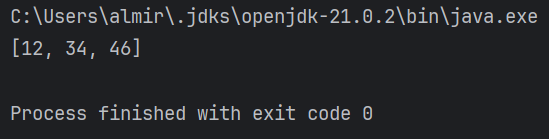 C:\Users\almir\.jdks\openjdk-21.0.2\bin\java.exe
[12, 34, 46]
Process finished with exit code 0